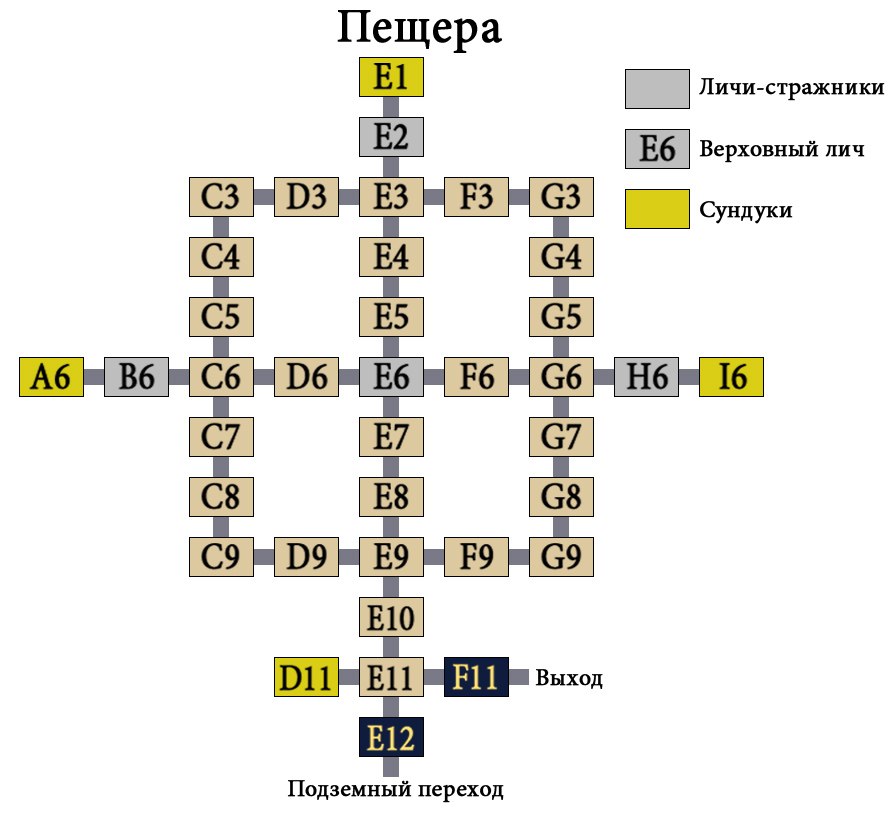 Пещера
E1
Личи-стражники
E2
E6 Верховный лич
C3 D3 E3 F3 G3
Сундуки
C4 E4 G4
C5 E5 G5
A6 B6 C6 D6 E6 F6 G6 H6 I6
C7 E7 G7
C8 E8 G8
C9 D9 E9 F9 G9
E10
D11 E11 F11 Выход
E12
Подземный переход